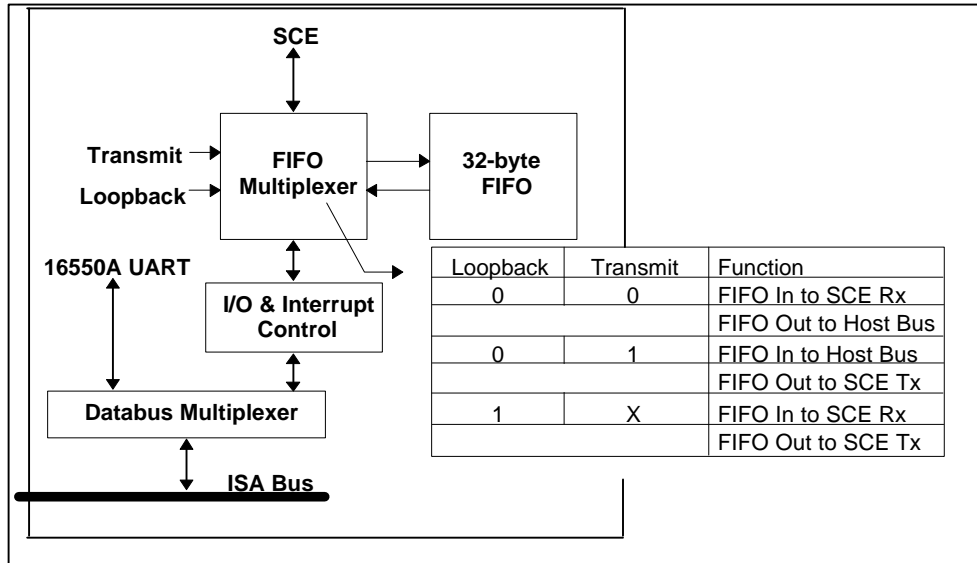 SCE
Transmit
Loopback
FIFO
Multiplexer
32-byte
FIFO
16550A UART
I/O & Interrupt
Control
Databus Multiplexer
ISA Bus
Loopback Transmit Function
0 0 FIFO In to SCE Rx
FIFO Out to Host Bus
0 1 FIFO In to Host Bus
FIFO Out to SCE Tx
1 X FIFO In to SCE Rx
FIFO Out to SCE Tx